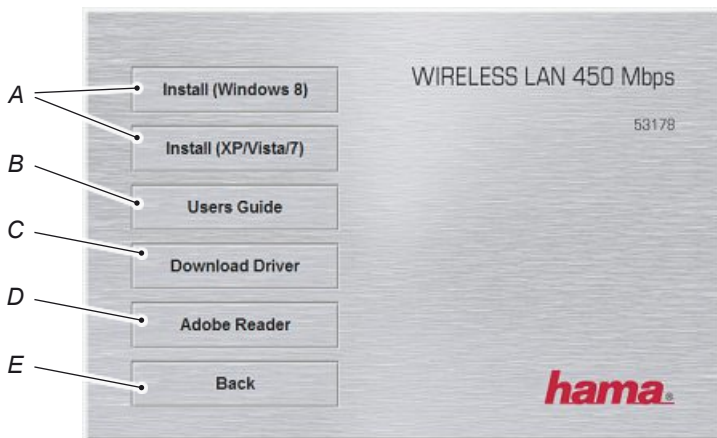 A
Install (Windows 8)
WIRELESS LAN 450 Mbps
53178
Install (XP/Vista/7)
B
Users Guide
C
Download Driver
D
Adobe Reader
E
Back
hama®